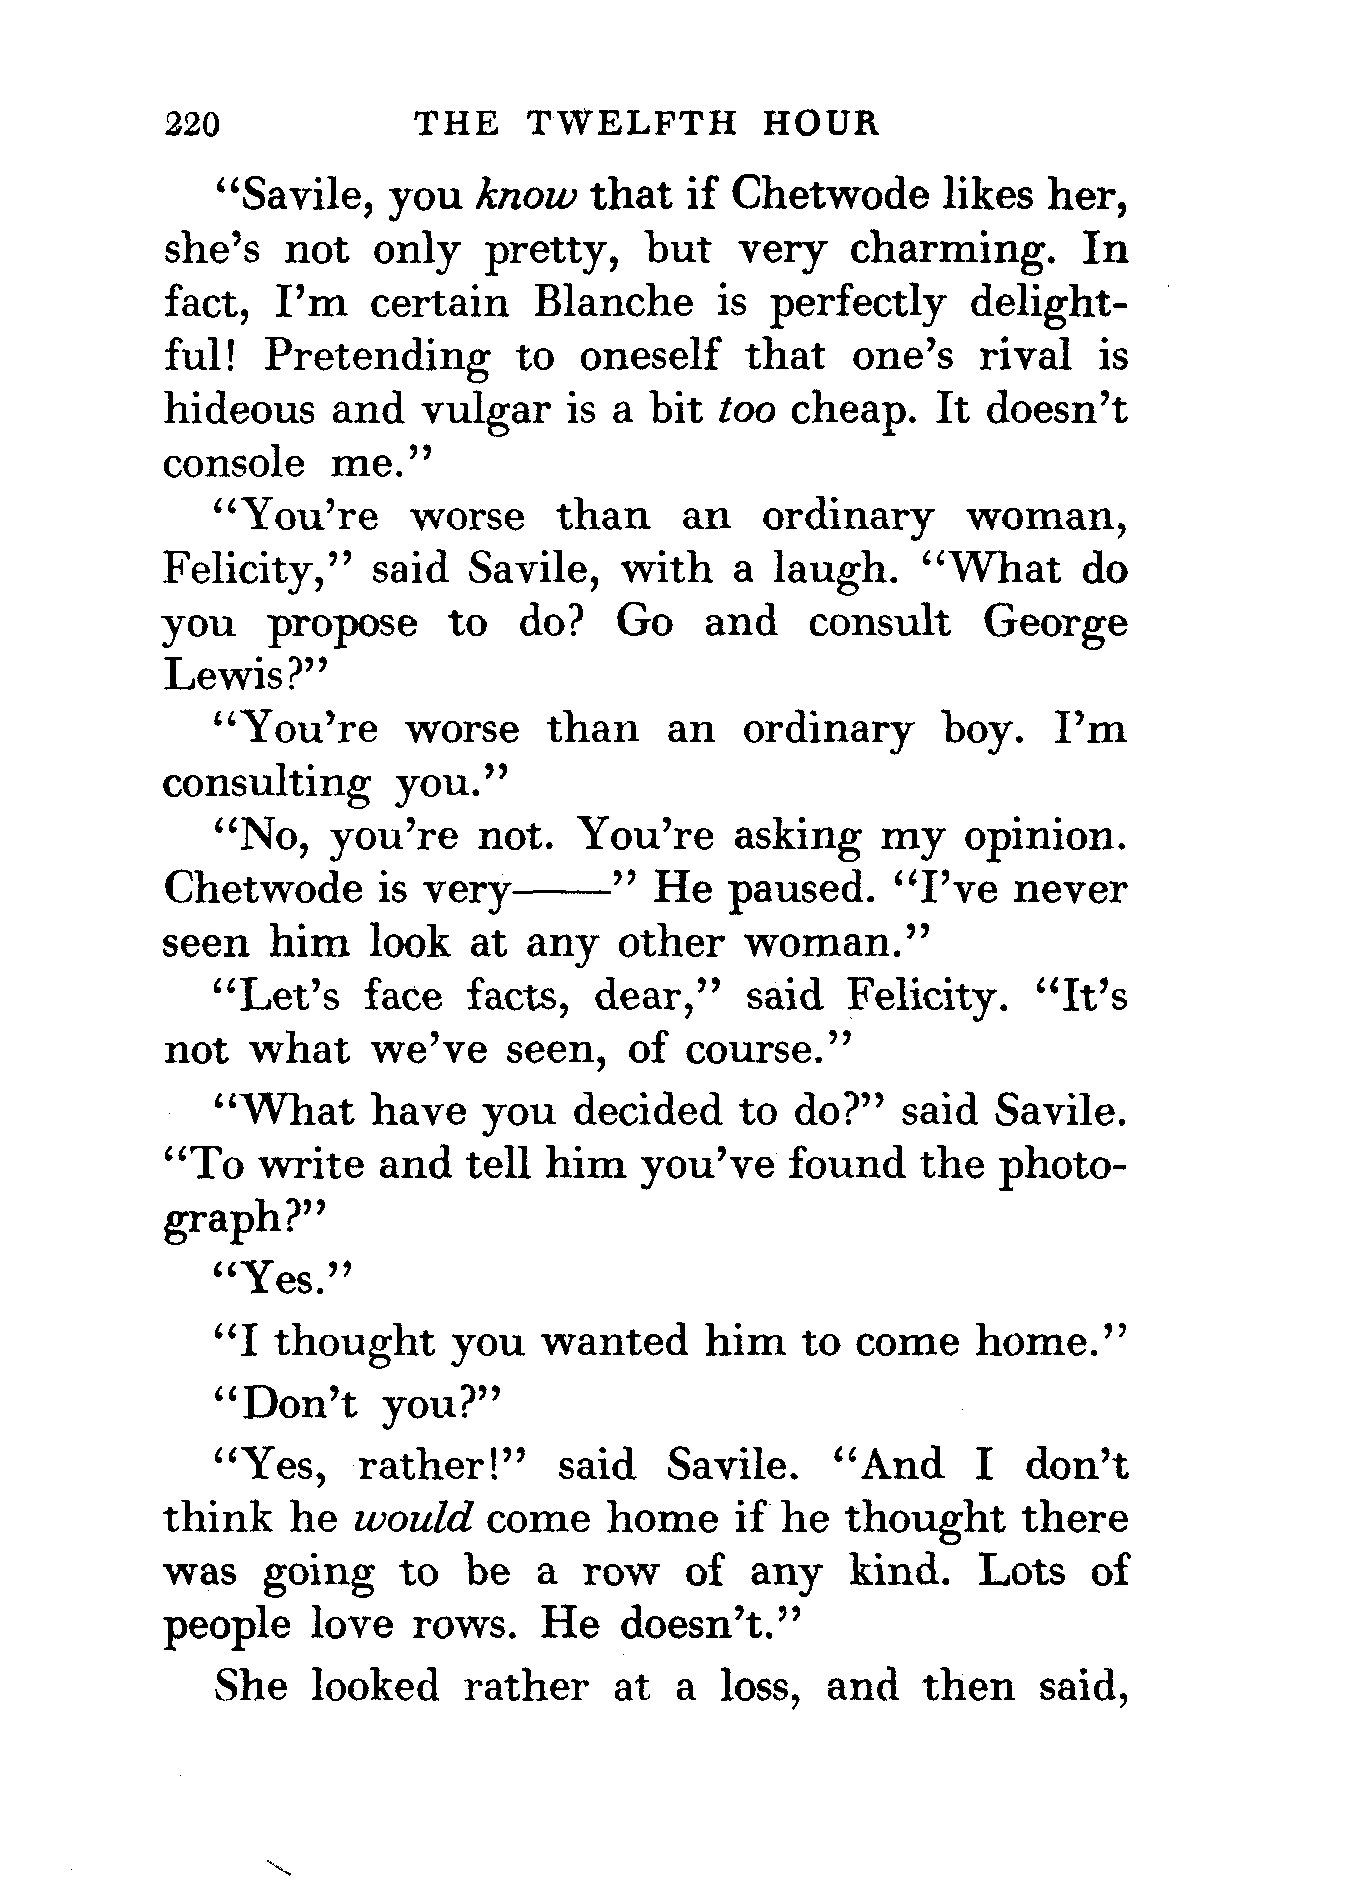 220 THE TWELFTH HOUR
“Savile, you know that if Chetwode likes her,
she’s not only pretty, but very charming. In
fact, I’m certain Blanche is perfectly delight-
ful! Pretending to oneself that one’s rival is
hideous and vulgar is a bit too cheap. It doesn’t
console me.”
“You’re worse than an ordinary woman,
Felicity,” said Savile, with a laugh. “What do
you propose to do? Go and consult George
Lewis?”
“You’re worse than an ordinary boy. I’m
consulting you.”
“No, you’re not. You’re asking my opinion.
Chetwode is very——” He paused. “I’ve never
seen him look at any other woman.”
“Let’s face facts, dear,” said Felicity. “It’s
not what we’ve seen, of course.”
“What have you decided to do?” said Savile.
“To write and tell him you’ve found the photo-
graph?”
“Yes.”
“I thought you wanted him to come home.”
“Don’t you?”
“Yes, rather!” said Savile. “And I don’t
think he would come home if he thought there
was going to be a row of any kind. Lots of
people love rows. He doesn’t.”
She looked rather at a loss, and then said,